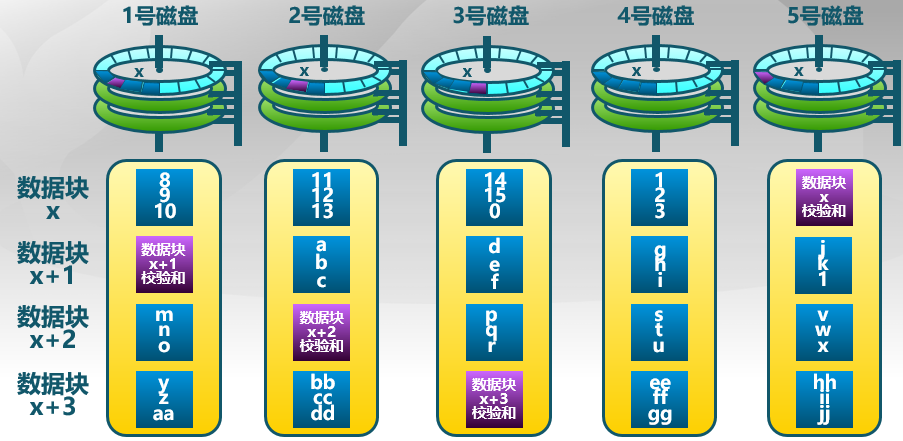 1号磁盘
2号磁盘
3号磁盘
4号磁盘
5号磁盘
x
x
x
x
x
数据块
x
8
9
10
11
12
13
14
15
0
1
2
3
数据块
x
校验和
数据块
x+1
数据块
x+1
校验和
a
b
c
d
e
f
g
h
i
j
k
1
数据块
x+2
m
n
o
数据块
x+2
校验和
p
q
r
s
t
u
v
w
x
数据块
x+3
y
z
aa
bb
cc
dd
数据块
x+3
校验和
ee
ff
gg
hh
ii
jj